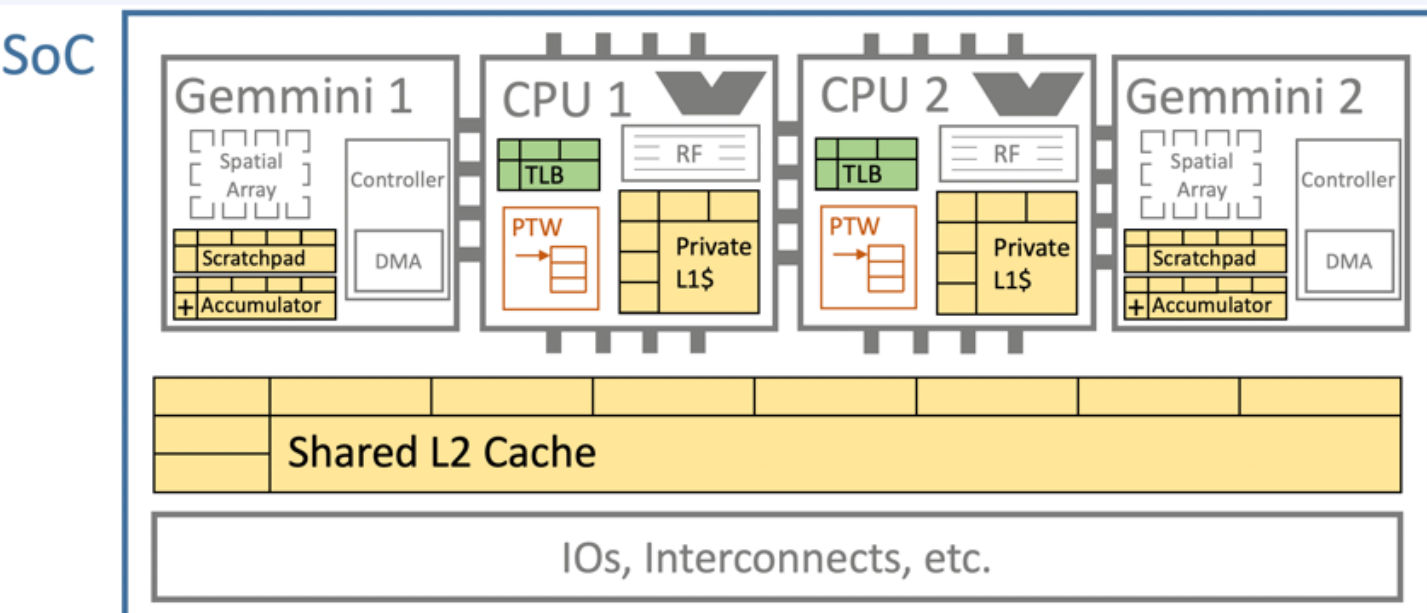 SoC
Gemmini 1
Spatial
Array
Controller
Scratchpad
DMA
+ Accumulator
CPU 1
RF
TLB
PTW
Private
L1$
CPU 2
RF
TLB
PTW
Private
L1$
Gemmini 2
Spatial
Array
Controller
Scratchpad
DMA
+ Accumulator
Shared L2 Cache
IOs, Interconnects, etc.